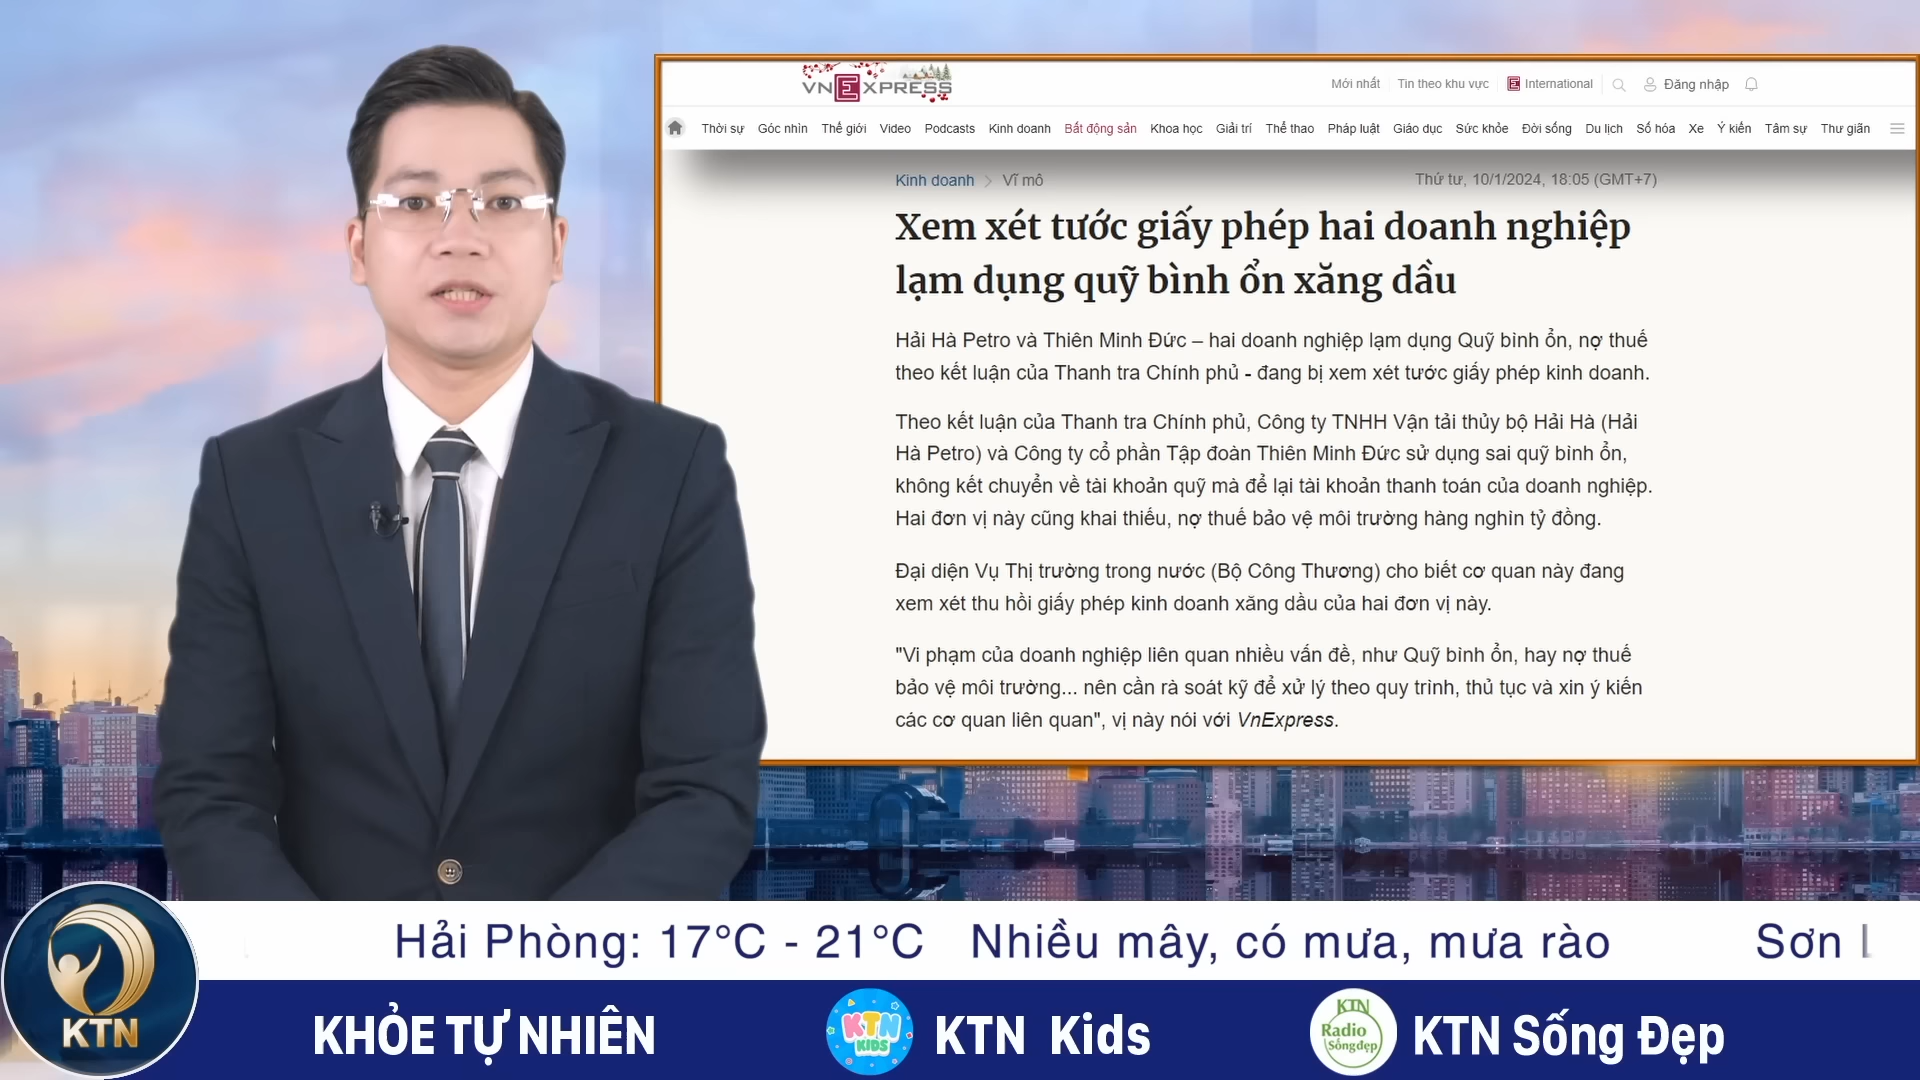 VNEXPRESS
Mới nhất Tin theo khu vực E International Đăng nhập
Thời sự Góc nhìn Thế giới Video Podcasts Kinh doanh Bất động sản Khoa học Giải trí Thể thao Pháp luật Giáo dục Sức khỏe Đời sống Du lịch Số hóa Xe Ý kiến Tâm sự Thư giãn
Kinh doanh > Vĩ mô Thứ tư, 10/1/2024, 18:05 (GMT+7)
Xem xét tước giấy phép hai doanh nghiệp
lạm dụng quỹ bình ổn xăng dầu
Hải Hà Petro và Thiên Minh Đức – hai doanh nghiệp lạm dụng Quỹ bình ổn, nợ thuế
theo kết luận của Thanh tra Chính phủ - đang bị xem xét tước giấy phép kinh doanh.
Theo kết luận của Thanh tra Chính phủ, Công ty TNHH Vận tải thủy bộ Hải Hà (Hải
Hà Petro) và Công ty cổ phần Tập đoàn Thiên Minh Đức sử dụng sai quỹ bình ổn,
không kết chuyển về tài khoản quỹ mà để lại tài khoản thanh toán của doanh nghiệp.
Hai đơn vị này cũng khai thiếu, nợ thuế bảo vệ môi trường hàng nghìn tỷ đồng.
Đại diện Vụ Thị trường trong nước (Bộ Công Thương) cho biết cơ quan này đang
xem xét thu hồi giấy phép kinh doanh xăng dầu của hai đơn vị này.
"Vi phạm của doanh nghiệp liên quan nhiều vấn đề, như Quỹ bình ổn, hay nợ thuế
bảo vệ môi trường... nên cần rà soát kỹ để xử lý theo quy trình, thủ tục và xin ý kiến
các cơ quan liên quan", vị này nói với VnExpress.
Hải Phòng: 17°C - 21°C Nhiều mây, có mưa, mưa rào Sơn
KTN
KHỎE TỰ NHIÊN
KTN KIDS
KTN Kids
KTN Radio Sống đẹp
KTN Sống Đẹp